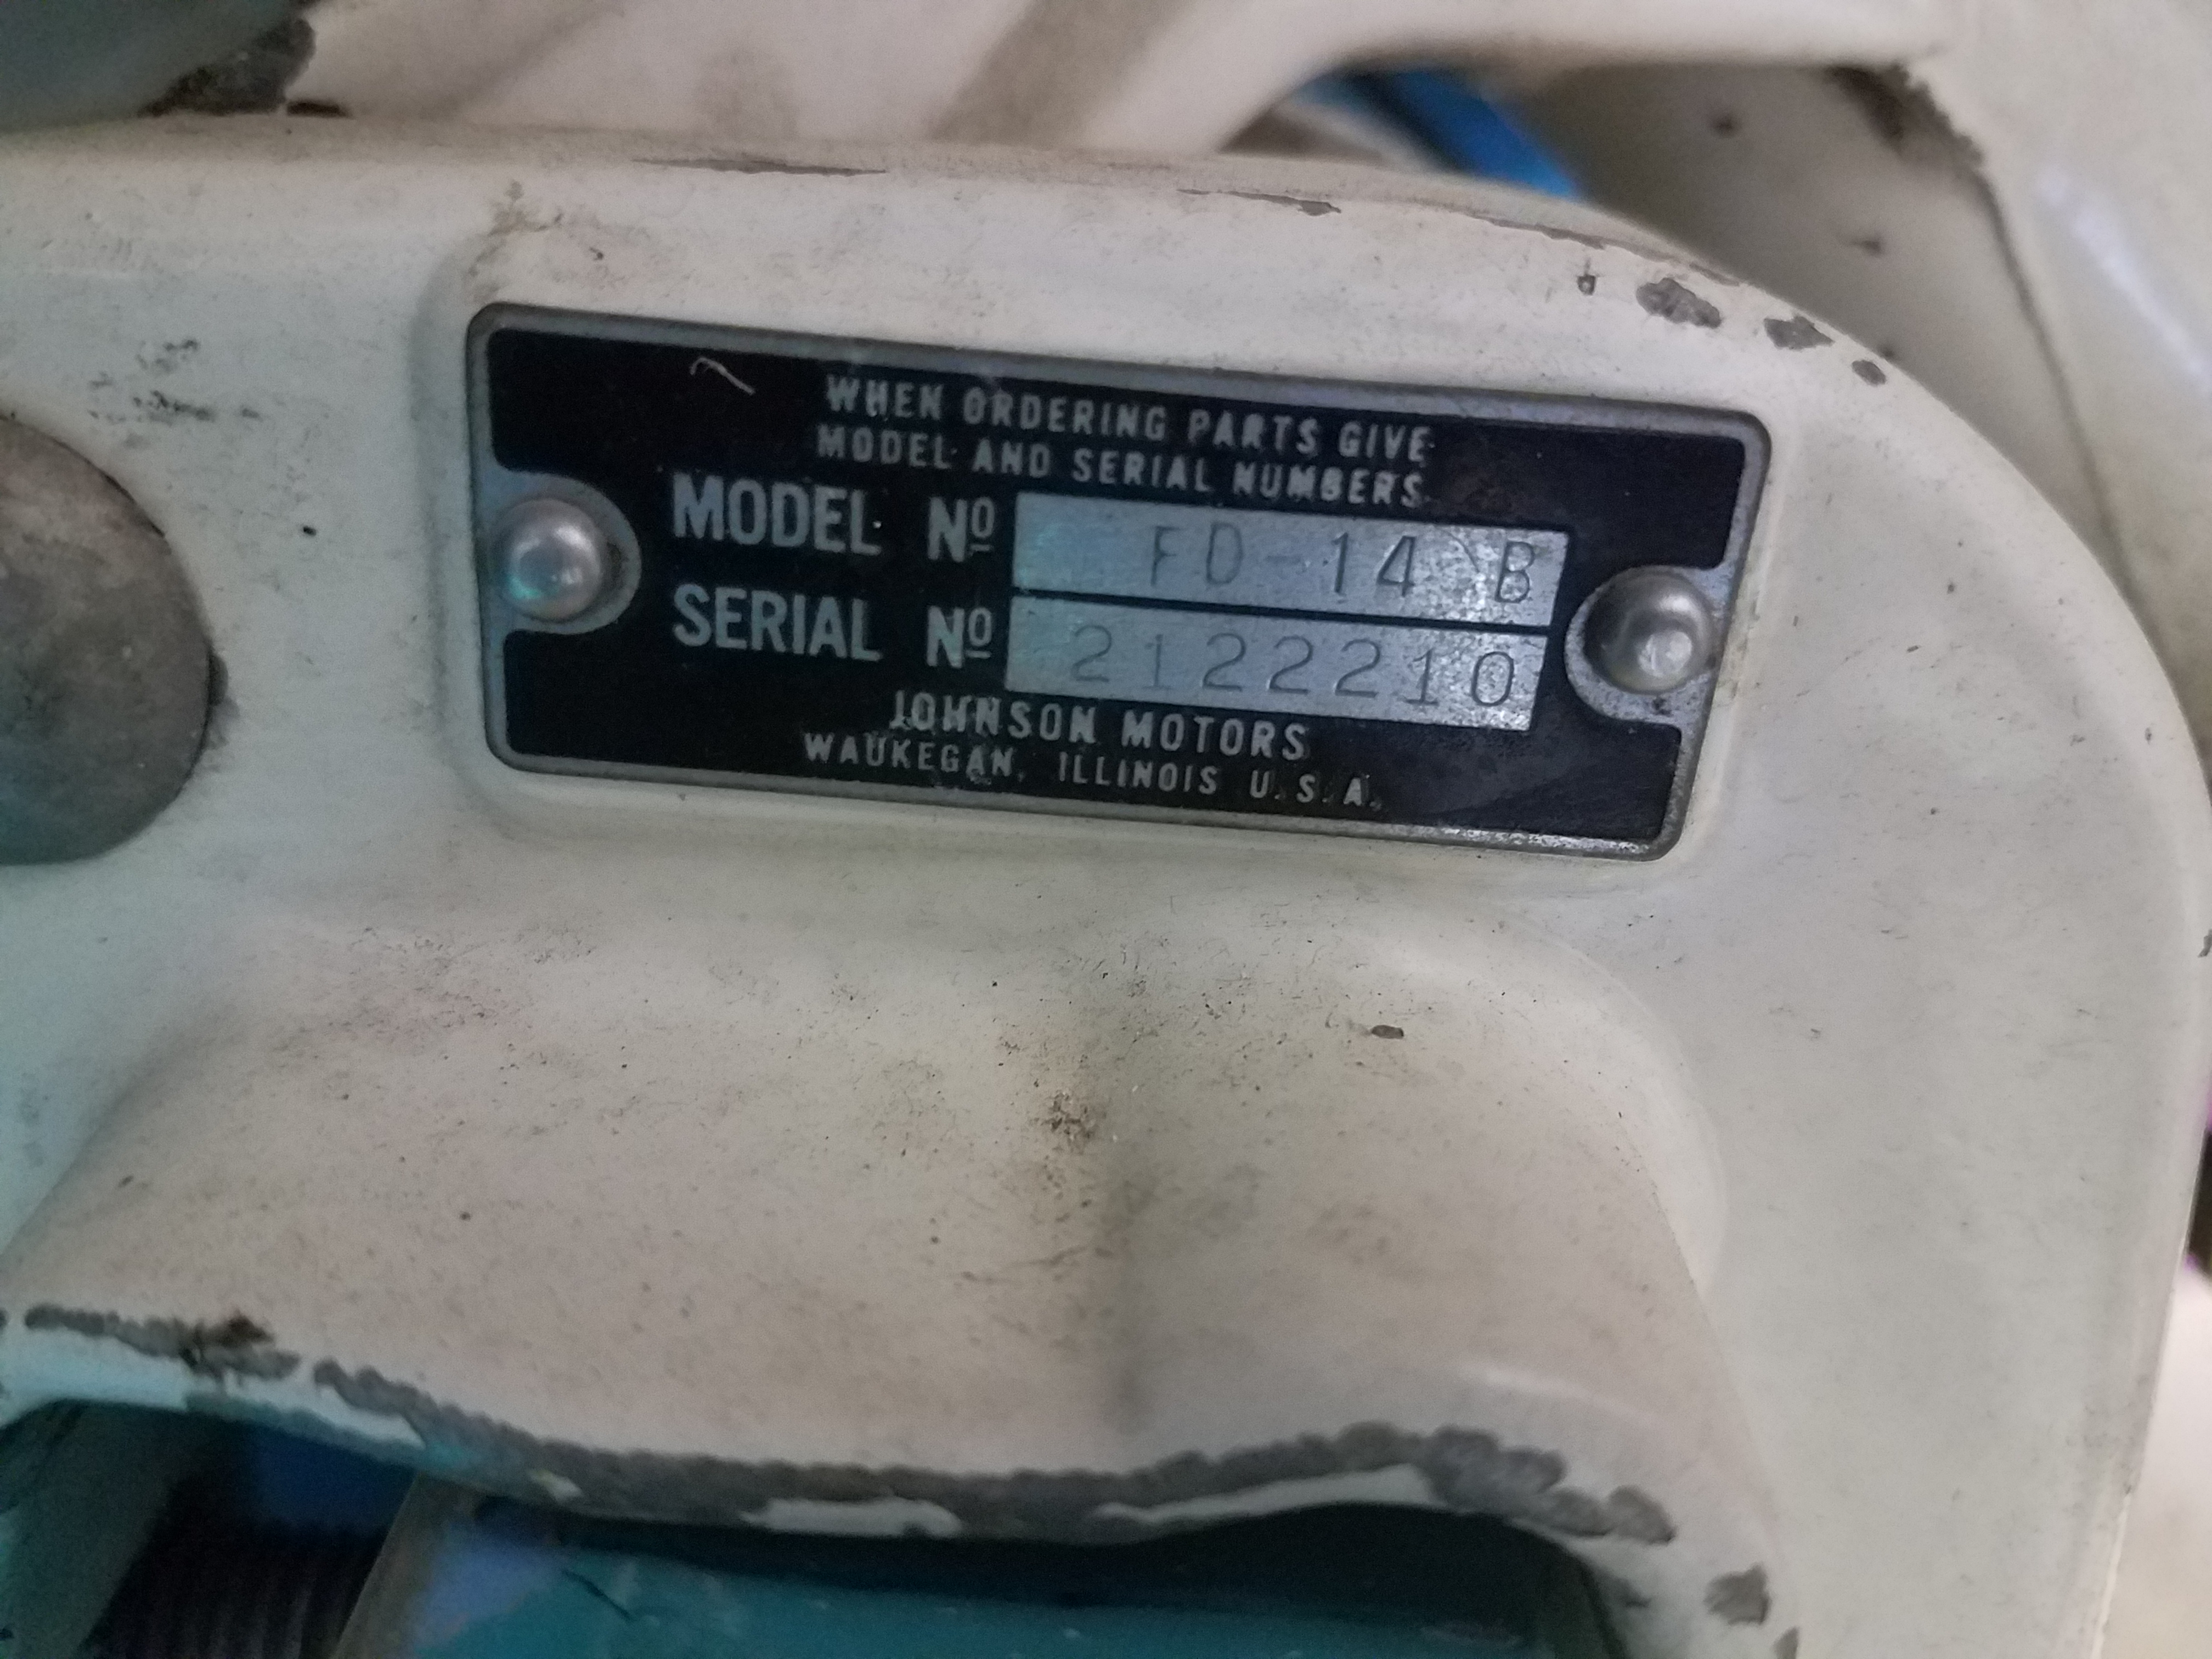 WHEN ORDERING PARTS GIVE
MODEL AND SERIAL NUMBERS
MODEL Nº FD-14 B
SERIAL Nº 2122210
JOHNSON MOTORS
WAUKEGAN, ILLINOIS U.S.A.